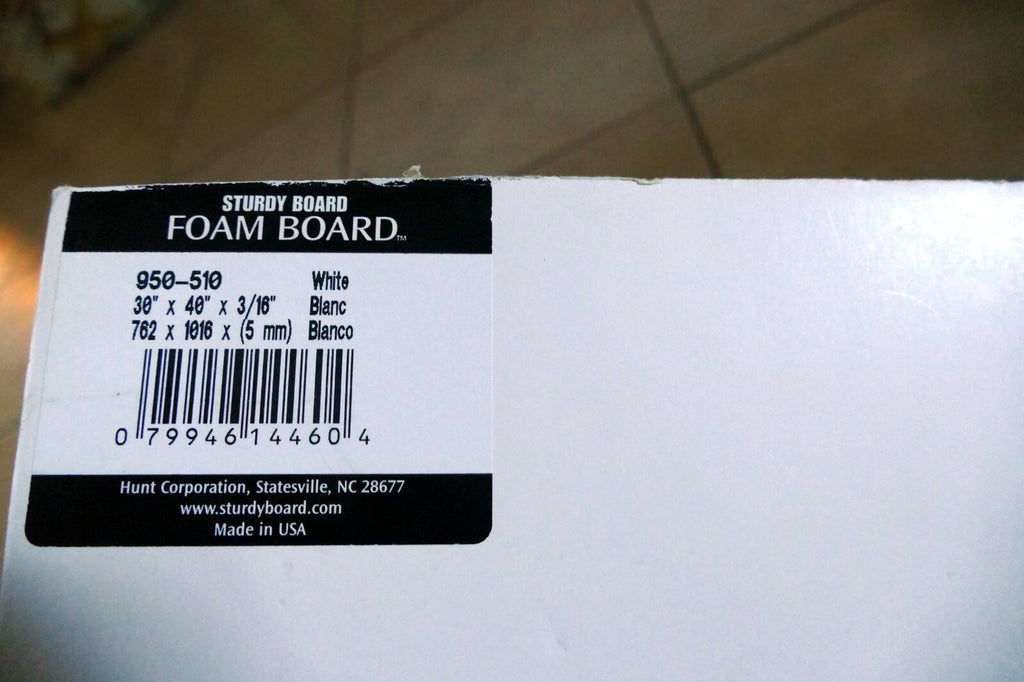 STURDY BOARD
FOAM BOARD™
950-510 White
30" x 40" x 3/16" Blanc
762 x 1016 x (5 mm) Blanco
0 79946 14460 4
Hunt Corporation, Statesville, NC 28677
www.sturdyboard.com
Made in USA